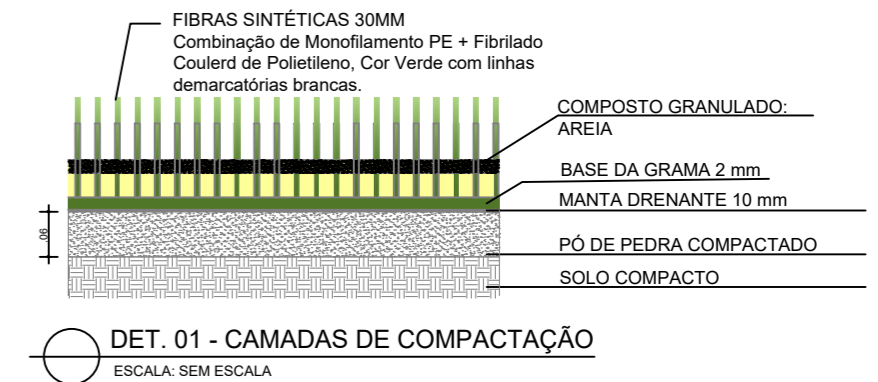 FIBRAS SINTÉTICAS 30MM
Combinação de Monofilamento PE + Fibrilado
Coulerd de Polietileno, Cor Verde com linhas
demarcatórias brancas.
COMPOSTO GRANULADO:
AREIA
BASE DA GRAMA 2 mm
MANTA DRENANTE 10 mm
.06
PÓ DE PEDRA COMPACTADO
SOLO COMPACTO
DET. 01 - CAMADAS DE COMPACTAÇÃO
ESCALA: SEM ESCALA